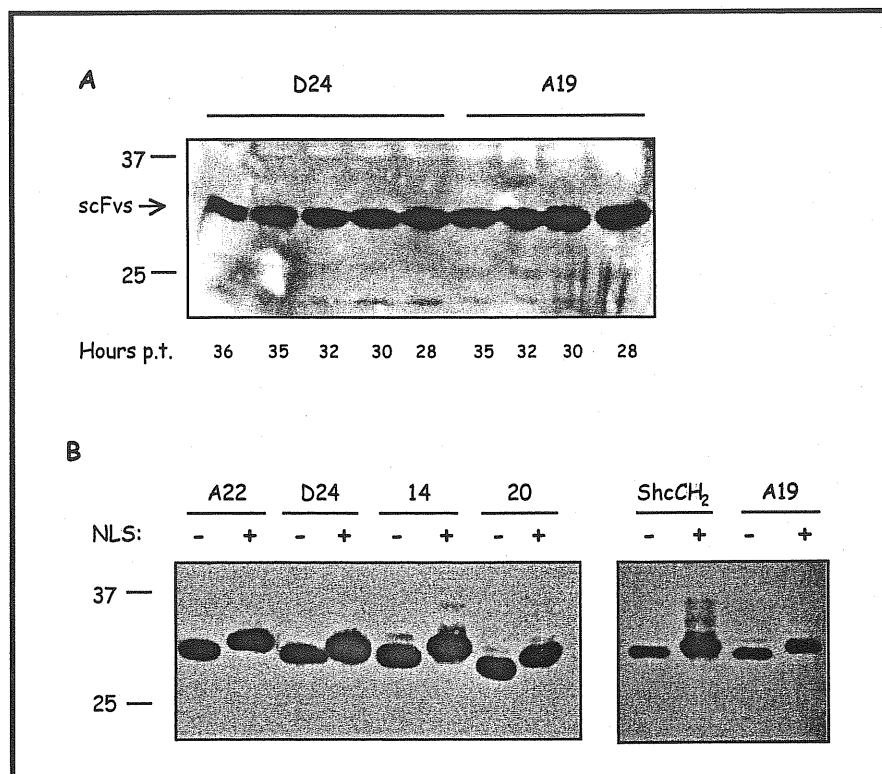 A
D24 A19
37
scFvs →
25
Hours p.t. 36 35 32 30 28 35 32 30 28
B
A22 D24 14 20 ShcCH₂ A19
NLS: - + - + - + - + - + - +
37
25